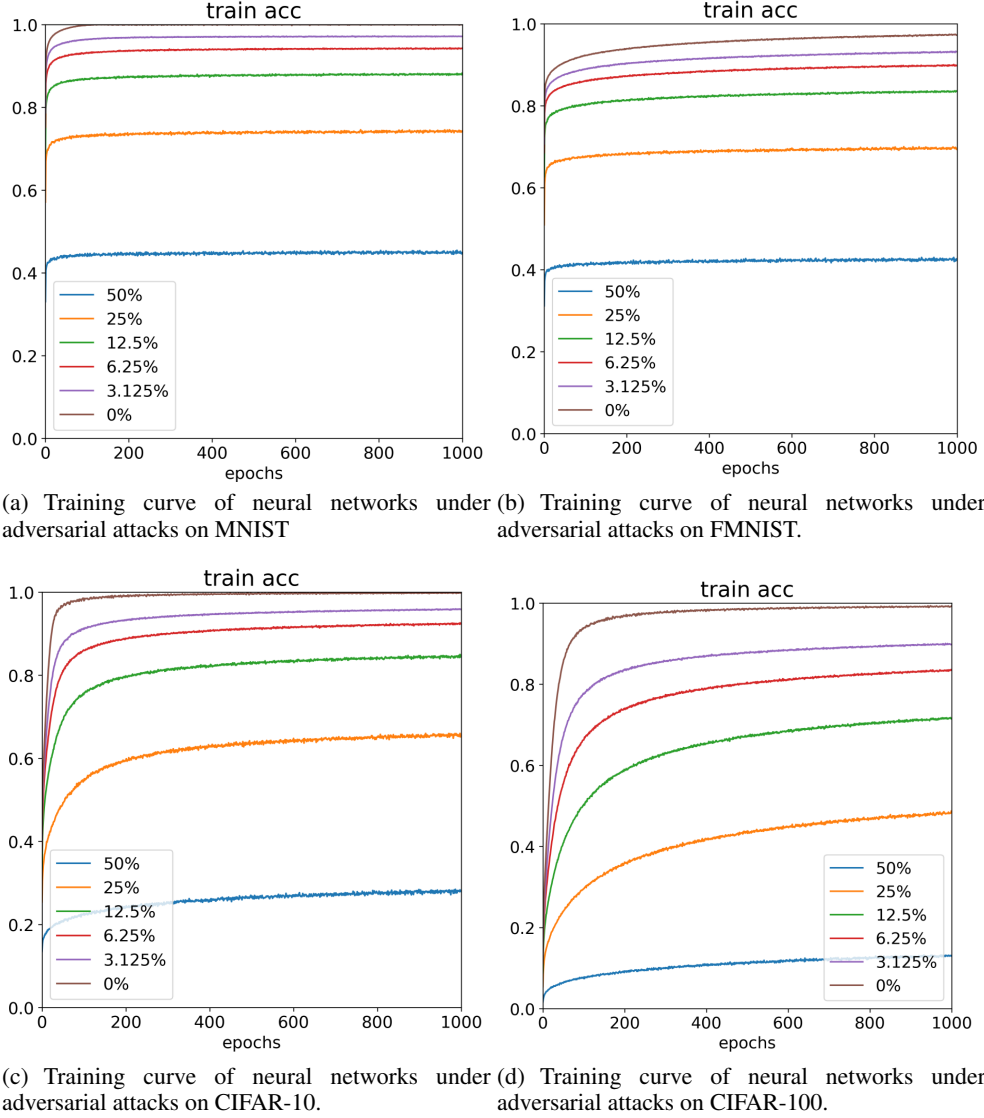 train acc
1.0
0.8
0.6
0.4
0.2
0.0
50%
25%
12.5%
6.25%
3.125%
0%
0 200 400 600 800 1000
epochs
(a) Training curve of neural networks under
adversarial attacks on MNIST
train acc
1.0
0.8
0.6
0.4
0.2
0.0
50%
25%
12.5%
6.25%
3.125%
0%
0 200 400 600 800 1000
epochs
(b) Training curve of neural networks under
adversarial attacks on FMNIST.
train acc
1.0
0.8
0.6
0.4
0.2
0.0
50%
25%
12.5%
6.25%
3.125%
0%
0 200 400 600 800 1000
epochs
(c) Training curve of neural networks under
adversarial attacks on CIFAR-10.
train acc
1.0
0.8
0.6
0.4
0.2
0.0
50%
25%
12.5%
6.25%
3.125%
0%
0 200 400 600 800 1000
epochs
(d) Training curve of neural networks under
adversarial attacks on CIFAR-100.